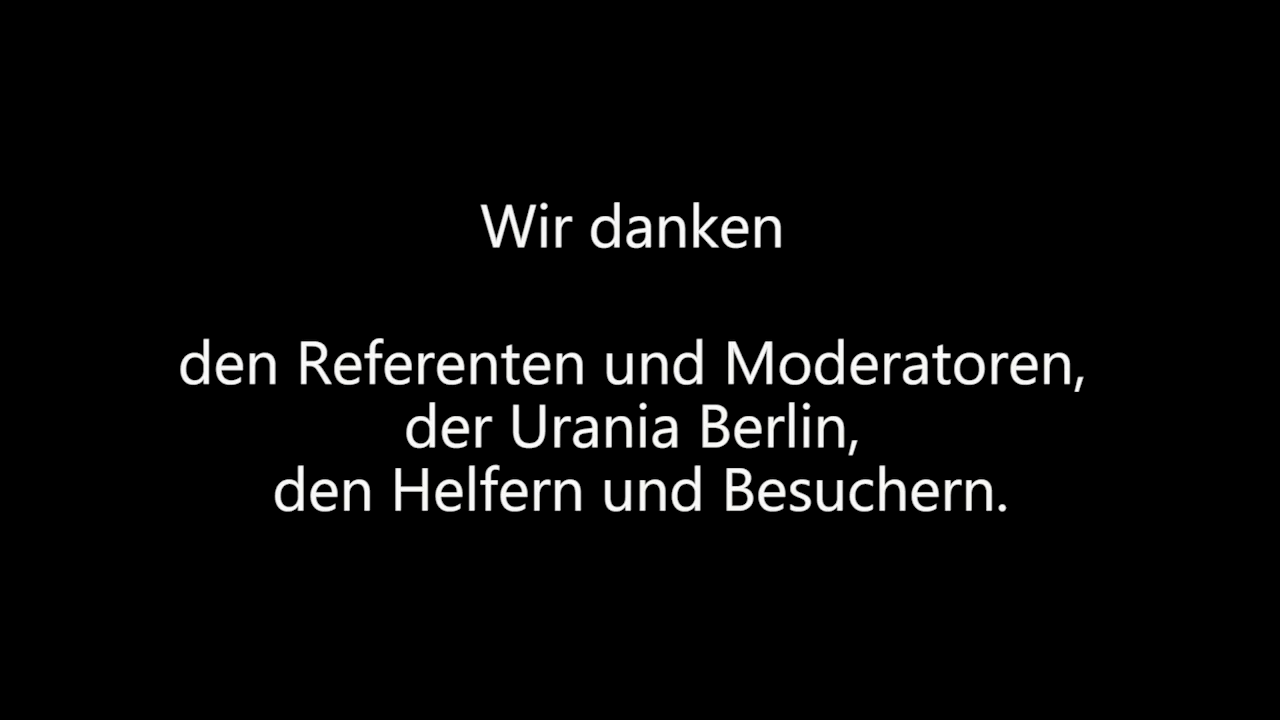 Wir danken
den Referenten und Moderatoren,
der Urania Berlin,
den Helfern und Besuchern.